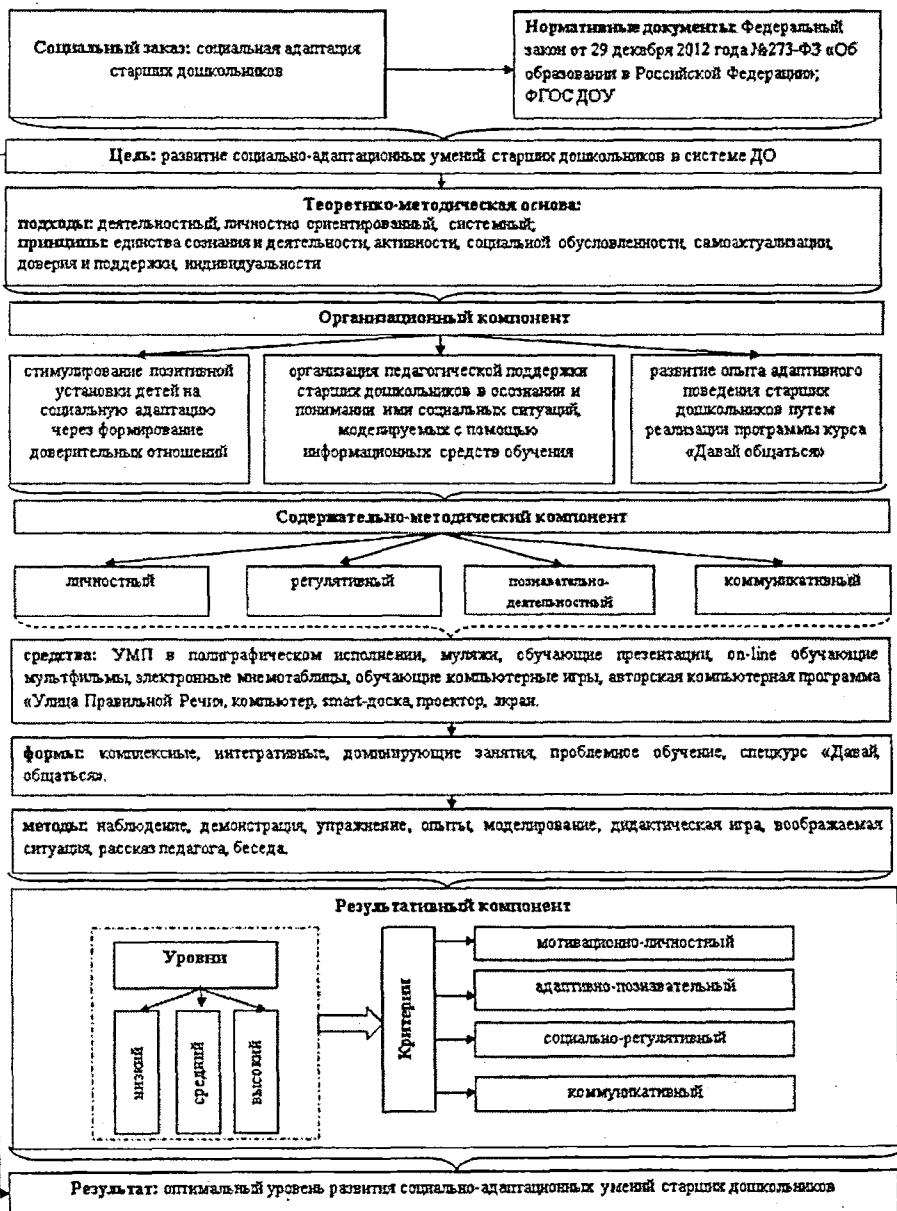 Социальный заказ: социальная адаптация
старших дошкольников
Нормативные документы: Федеральный
закон от 29 декабря 2012 года №273-ФЗ «Об
образовании в Российской Федерации»;
ФГОС ДОУ
Цель: развитие социально-адаптационных умений старших дошкольников в системе ДО
Теоретико-методическая основа:
подходы: деятельностный, личностно ориентированный, системный;
принципы: единства сознания и деятельности, активности, социальной обусловленности, самоактуализации,
доверия и поддержки, индивидуальности
Организационный компонент
стимулирование позитивной
установки детей на
социальную адаптацию
через формирование
доверительных отношений
организация педагогической поддержки
старших дошкольников в осознании и
понимании ими социальных ситуаций,
моделируемых с помощью
информационных средств обучения
развитие опыта адаптивного
поведения старших
дошкольников путем
реализации программы курса
«Давай общаться»
Содержательно-методический компонент
личностный
регулятивный
познавательно-
деятельностный
коммуникативный
средства: УМП в полиграфическом исполнении, муляжи, обучающие презентации, on-line обучающие
мультфильмы, электронные мнемотаблицы, обучающие компьютерные игры, авторская компьютерная программа
«Улица Правильной Речи», компьютер, smart-доска, проектор, экран.
формы: комплексные, интегративные, доминирующие занятия, проблемное обучение, спецкурс «Давай,
общаться».
методы: наблюдение, демонстрация, упражнение, опыты, моделирование, дидактическая игра, воображаемая
ситуация, рассказ педагога, беседа.
Результативный компонент
Уровни
низкий
средний
высокий
Критерии
мотивационно-личностный
адаптивно-познавательный
социально-регулятивный
коммуникативный
Результат: оптимальный уровень развития социально-адаптационных умений старших дошкольников